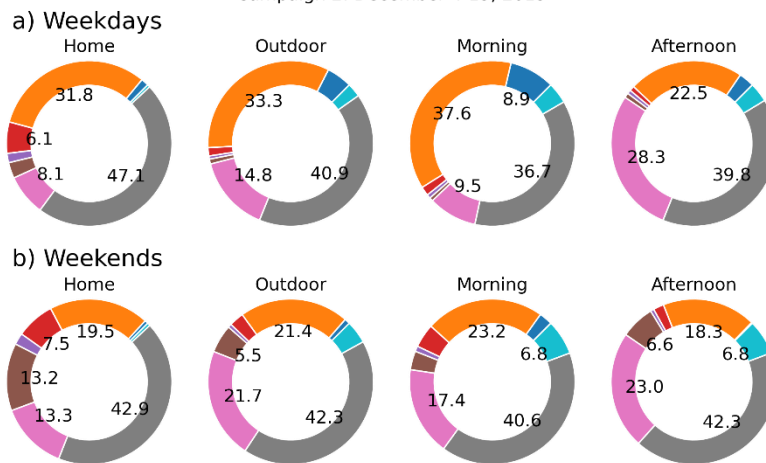 a) Weekdays
Home Outdoor Morning Afternoon
31.8 6.1 8.1 47.1
33.3 14.8 40.9
37.6 8.9 9.5 36.7
22.5 28.3 39.8
b) Weekends
Home Outdoor Morning Afternoon
19.5 7.5 13.2 13.3 42.9
21.4 5.5 21.7 42.3
23.2 6.8 17.4 40.6
18.3 6.6 6.8 23.0 42.3